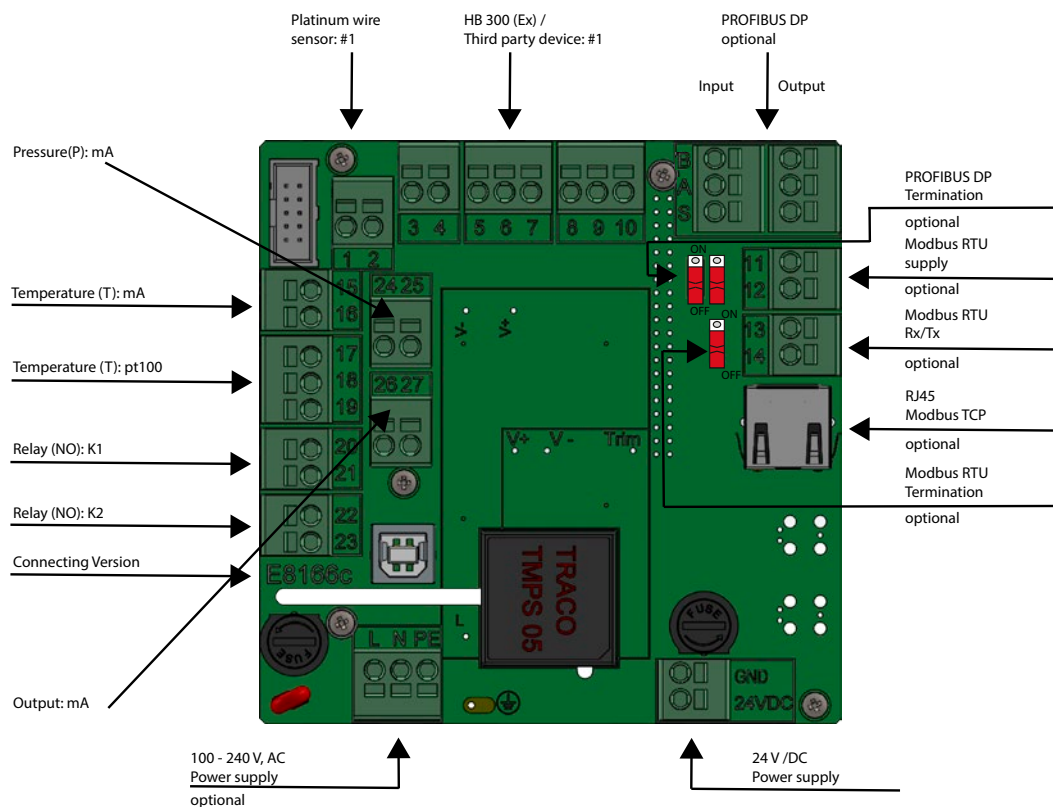 Platinum wire
sensor: #1
HB 300 (Ex) /
Third party device: #1
PROFIBUS DP
optional
Input
Output
Pressure(P): mA
PROFIBUS DP
Termination
optional
Modbus RTU
supply
optional
Modbus RTU
Rx/Tx
optional
RJ45
Modbus TCP
optional
Modbus RTU
Termination
optional
Temperature (T): mA
Temperature (T): pt100
Relay (NO): K1
Relay (NO): K2
Connecting Version
Output: mA
B
A
S
3 4
5 6 7
8 9 10
1 2
ON
OFF
ON
OFF
11
12
13
14
15
16
24 25
17
18
19
26 27
20
21
22
23
V-
V+
V+ V - Trim
E8166c
TRACO
TMPS 05
L
FUSE
FUSE
L N PE
GND
24VDC
100 - 240 V, AC
Power supply
optional
24 V /DC
Power supply